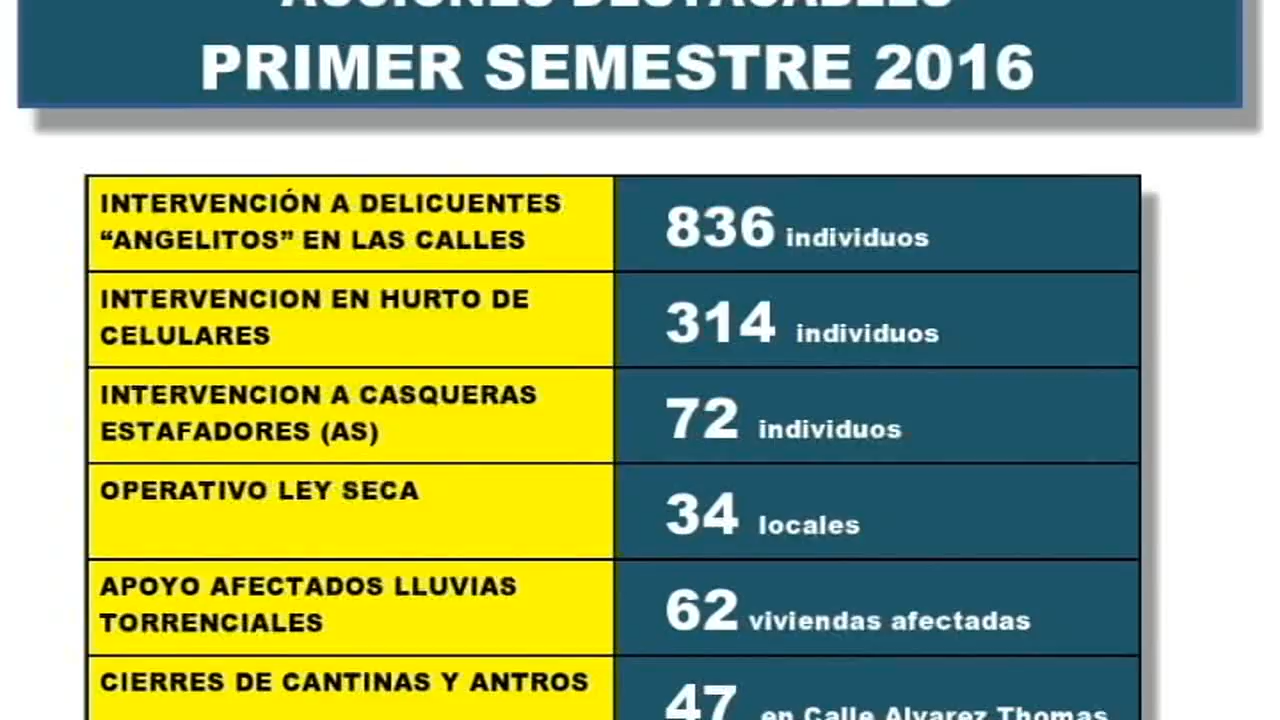 ACCIONES DESTACABLES
PRIMER SEMESTRE 2016
INTERVENCIÓN A DELICUENTES
“ANGELITOS” EN LAS CALLES
836 individuos
INTERVENCION EN HURTO DE
CELULARES
314 individuos
INTERVENCION A CASQUERAS
ESTAFADORES (AS)
72 individuos
OPERATIVO LEY SECA
34 locales
APOYO AFECTADOS LLUVIAS
TORRENCIALES
62 viviendas afectadas
CIERRES DE CANTINAS Y ANTROS
47 en Calle Alvarez Thomas